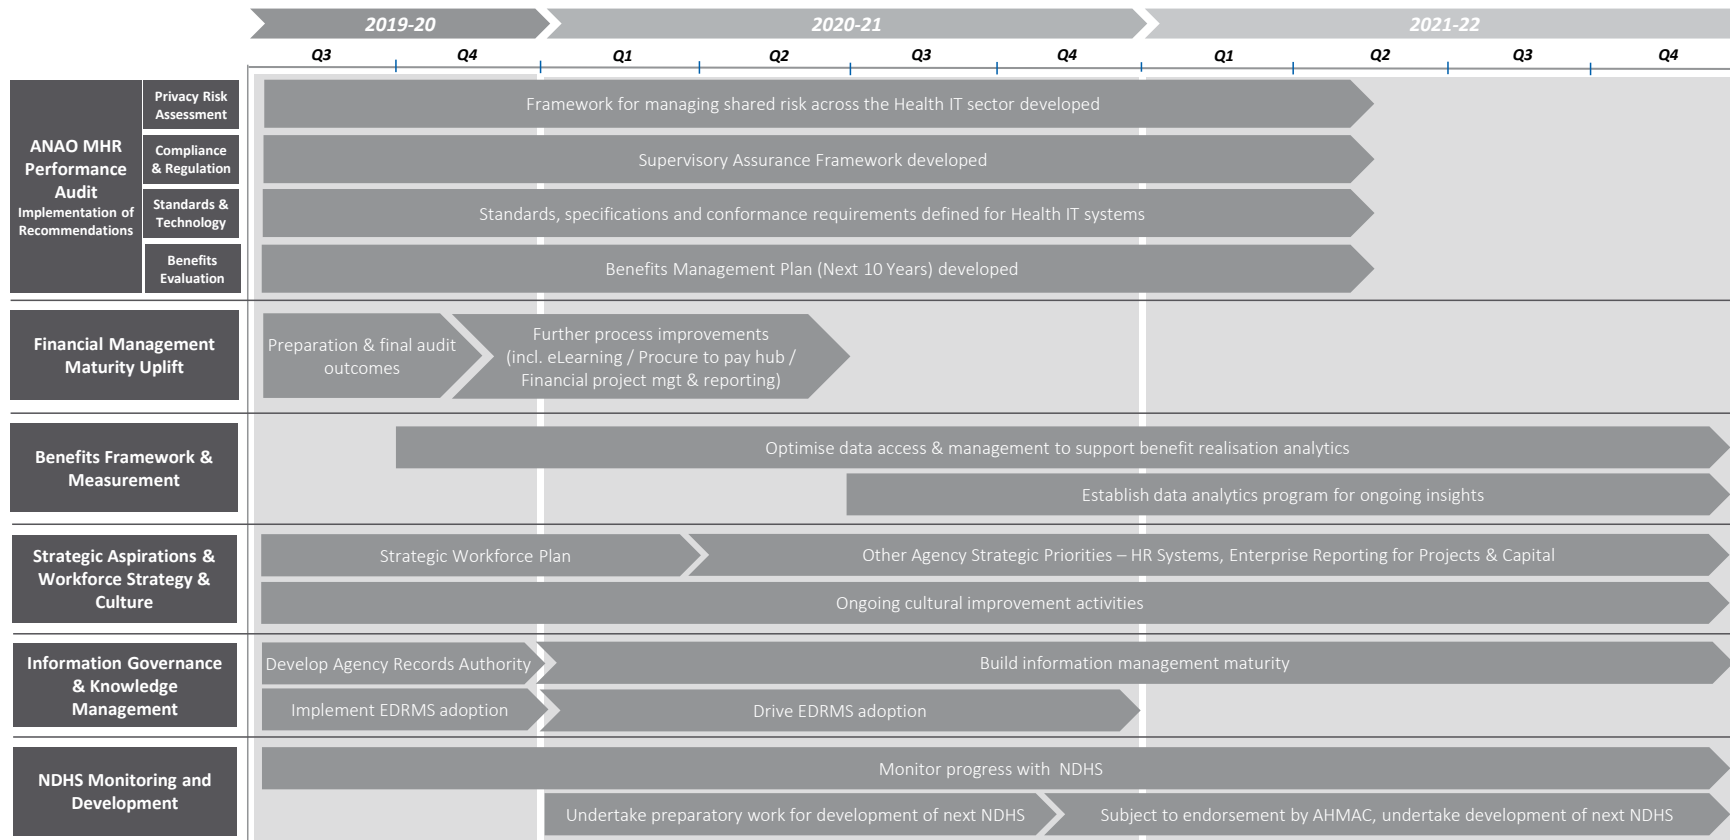 2019-20
2020-21
2021-22
Q3
Q4
Q1
Q2
Q3
Q4
Q1
Q2
Q3
Q4
ANAO MHR
Performance
Audit
Implementation of
Recommendations
Privacy Risk
Assessment
Framework for managing shared risk across the Health IT sector developed
Compliance
& Regulation
Supervisory Assurance Framework developed
Standards &
Technology
Standards, specifications and conformance requirements defined for Health IT systems
Benefits
Evaluation
Benefits Management Plan (Next 10 Years) developed
Financial Management
Maturity Uplift
Preparation & final audit
outcomes
Further process improvements
(incl. eLearning / Procure to pay hub /
Financial project mgt & reporting)
Benefits Framework &
Measurement
Optimise data access & management to support benefit realisation analytics
Establish data analytics program for ongoing insights
Strategic Aspirations &
Workforce Strategy &
Culture
Strategic Workforce Plan
Other Agency Strategic Priorities – HR Systems, Enterprise Reporting for Projects & Capital
Ongoing cultural improvement activities
Information Governance
& Knowledge
Management
Develop Agency Records Authority
Build information management maturity
Implement EDRMS adoption
Drive EDRMS adoption
NDHS Monitoring and
Development
Monitor progress with NDHS
Undertake preparatory work for development of next NDHS
Subject to endorsement by AHMAC, undertake development of next NDHS